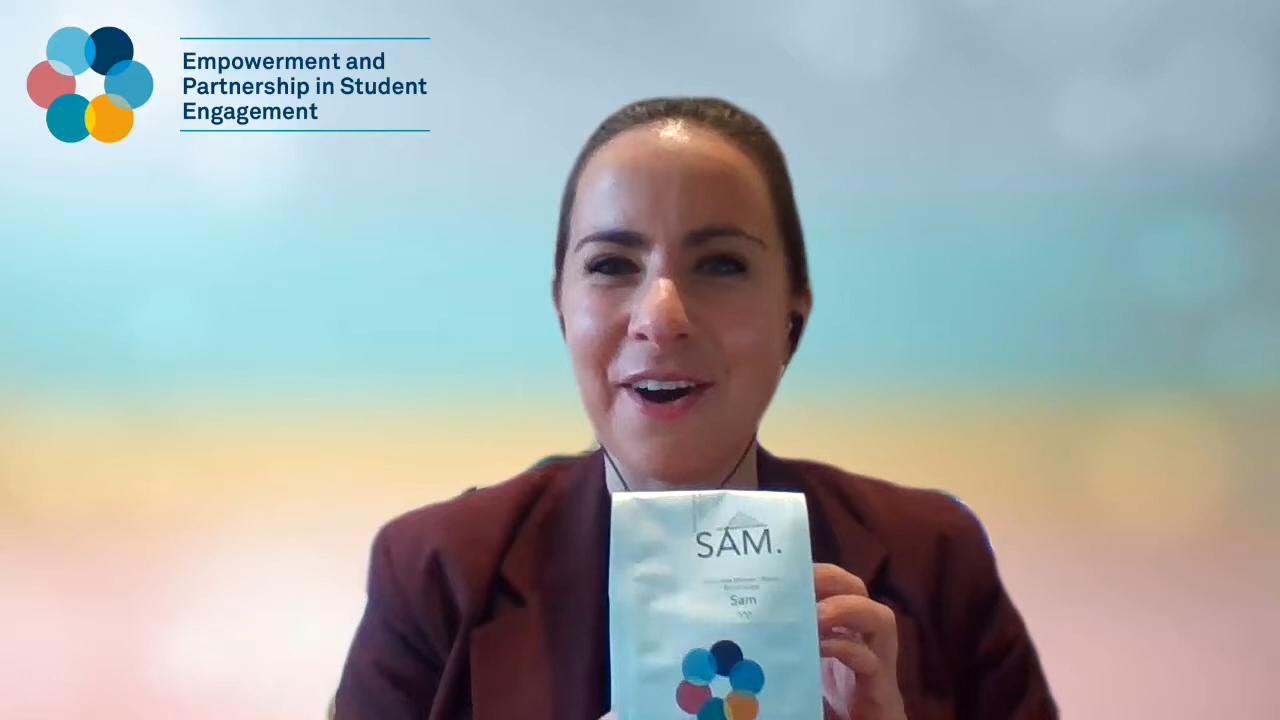 Empowerment and
Partnership in Student
Engagement
SAM.
Sam